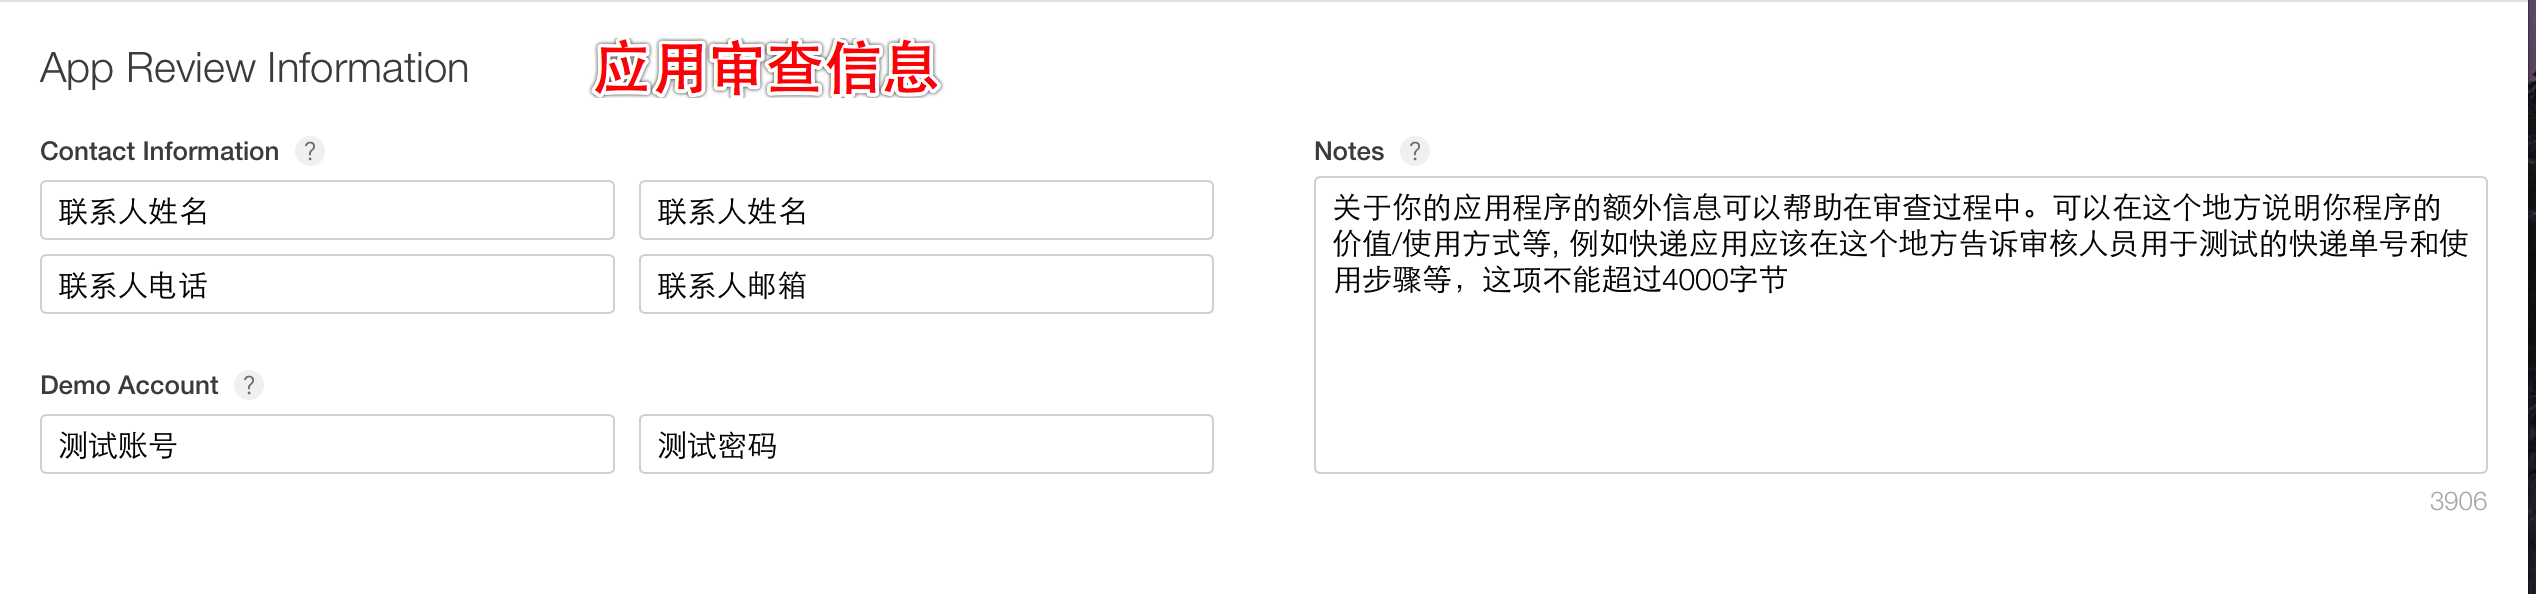 App Review Information
应用审查信息
Contact Information ?
联系人姓名
联系人姓名
联系人电话
联系人邮箱
Demo Account ?
测试账号
测试密码
Notes ?
关于你的应用程序的额外信息可以帮助在审查过程中。可以在这个地方说明你程序的
价值/使用方式等, 例如快递应用应该在这个地方告诉审核人员用于测试的快递单号和使
用步骤等，这项不能超过4000字节
3906